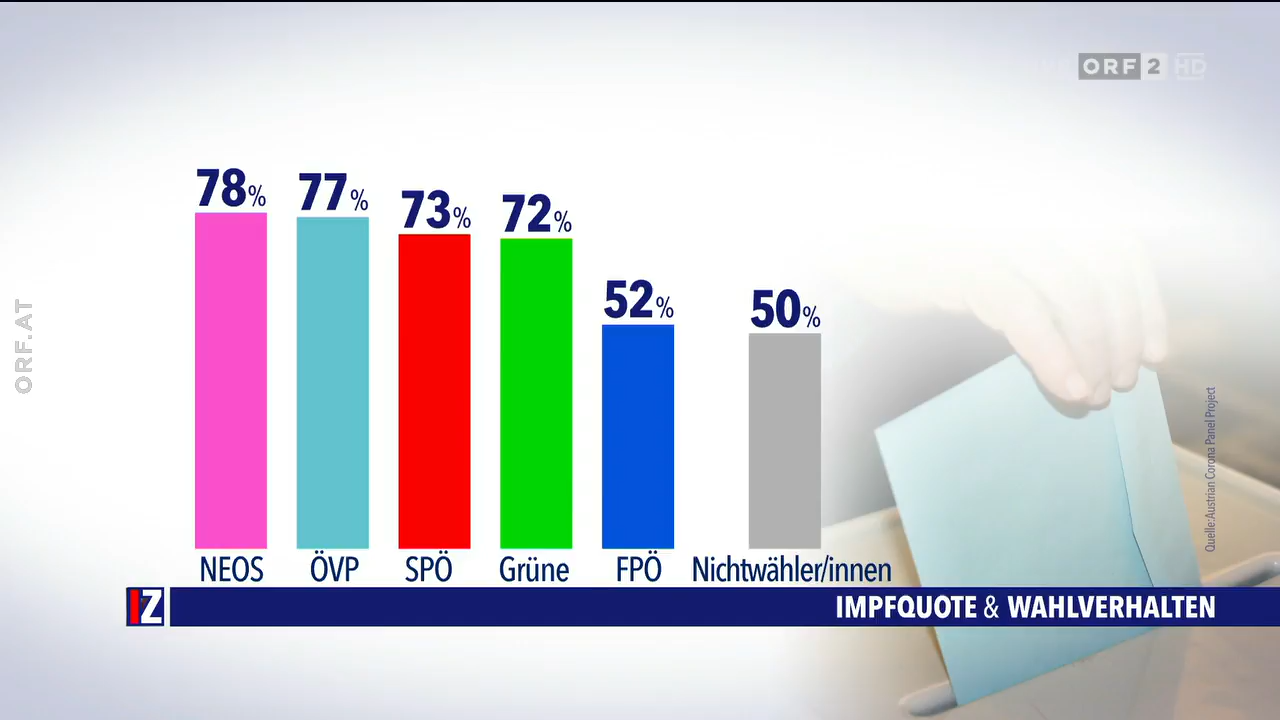 ORF 2 HD
78%
77%
73%
72%
52%
50%
NEOS
ÖVP
SPÖ
Grüne
FPÖ
Nichtwähler/innen
IZ
IMPFQUOTE & WAHLVERHALTEN
ORF.AT
Quelle: Austrian Corona Panel Project